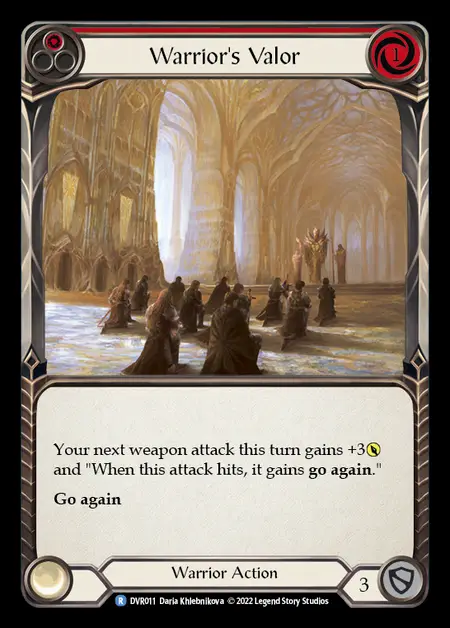 Warrior's Valor
1
Your next weapon attack this turn gains +3
and "When this attack hits, it gains go again."
Go again
Warrior Action
3
R DVR011 Daria Khlebnikova © 2022 Legend Story Studios